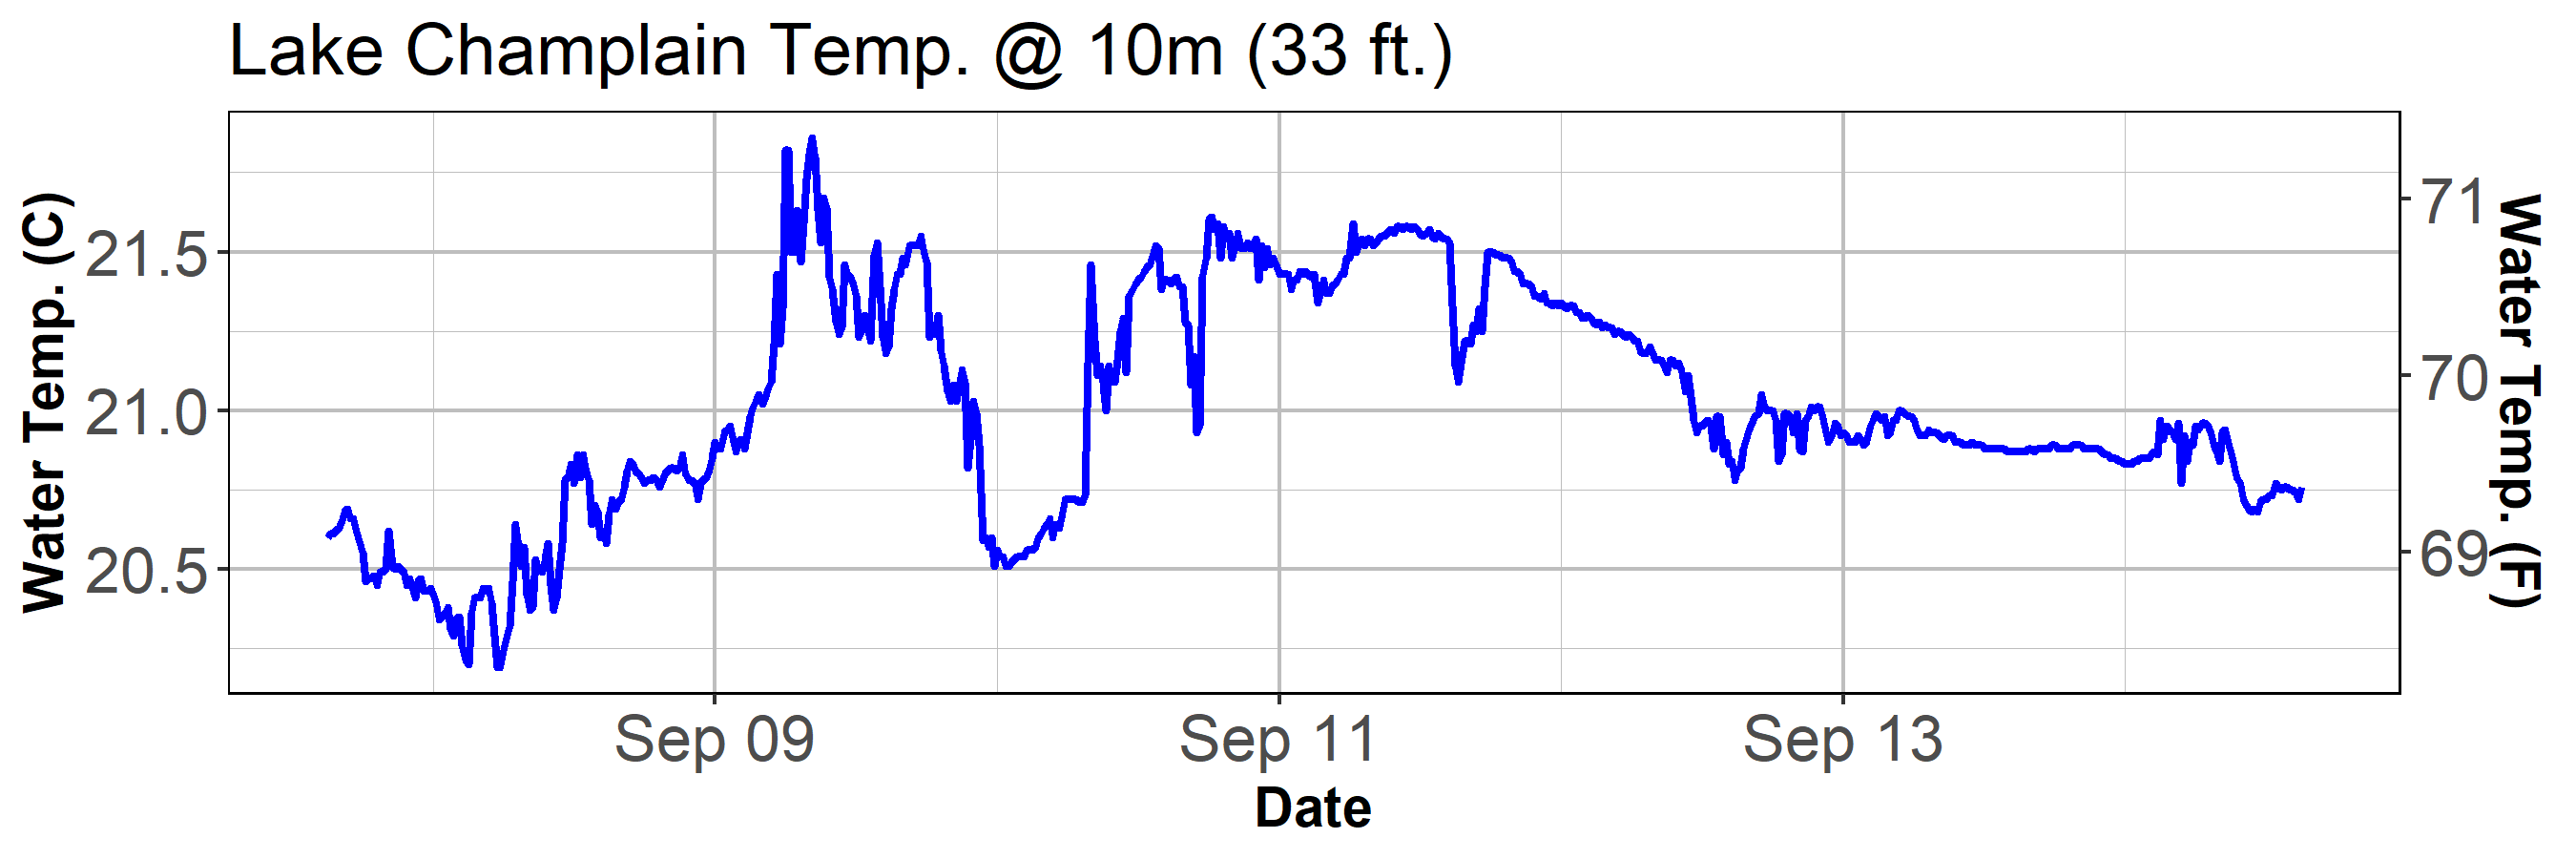 Lake Champlain Temp. @ 10m (33 ft.)
Water Temp. (C)
21.5
21.0
20.5
71
70
69
Water Temp. (F)
Sep 09
Sep 11
Sep 13
Date